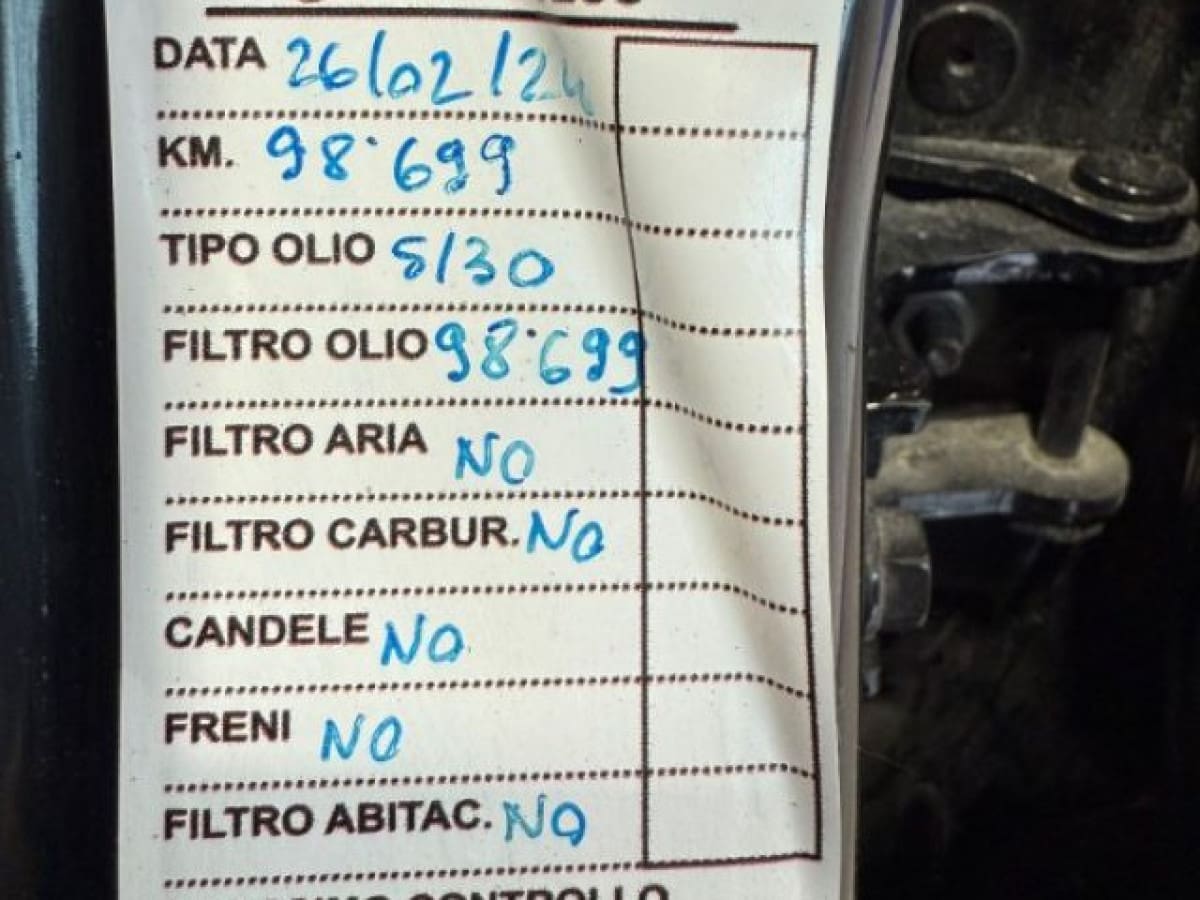 DATA 26/02/24
KM. 98.699
TIPO OLIO 5/30
FILTRO OLIO 98.699
FILTRO ARIA NO
FILTRO CARBUR. NO
CANDELE NO
FRENI NO
FILTRO ABITAC. NO
CONTROLLO